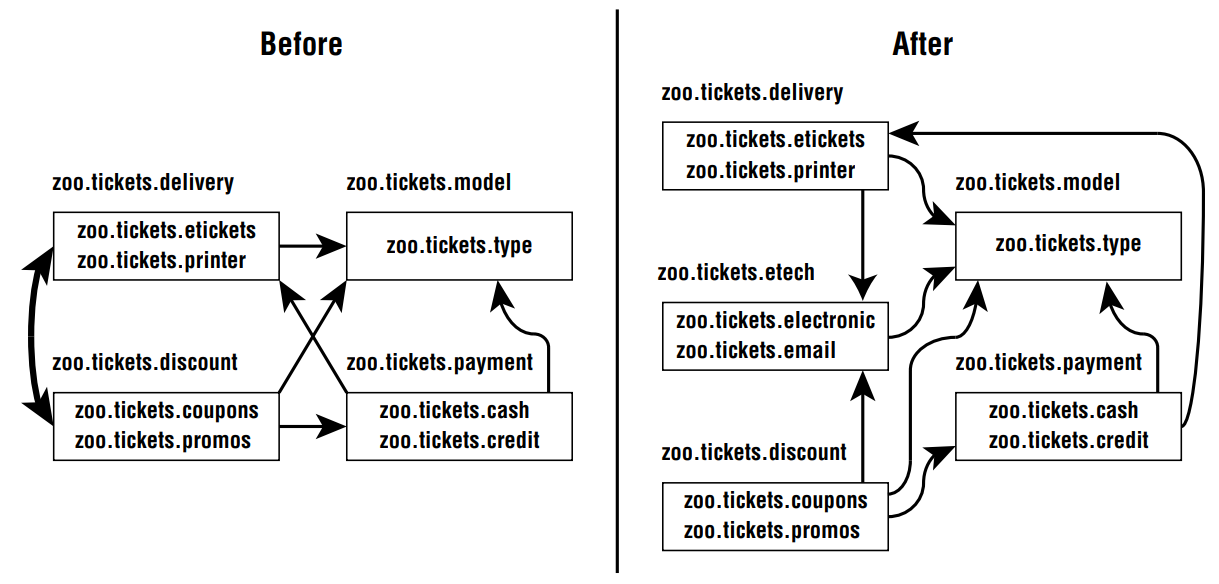 Before
zoo.tickets.delivery
zoo.tickets.etickets
zoo.tickets.printer
zoo.tickets.model
zoo.tickets.type
zoo.tickets.discount
zoo.tickets.coupons
zoo.tickets.promos
zoo.tickets.payment
zoo.tickets.cash
zoo.tickets.credit
After
zoo.tickets.delivery
zoo.tickets.etickets
zoo.tickets.printer
zoo.tickets.model
zoo.tickets.type
zoo.tickets.etech
zoo.tickets.electronic
zoo.tickets.email
zoo.tickets.payment
zoo.tickets.cash
zoo.tickets.credit
zoo.tickets.discount
zoo.tickets.coupons
zoo.tickets.promos